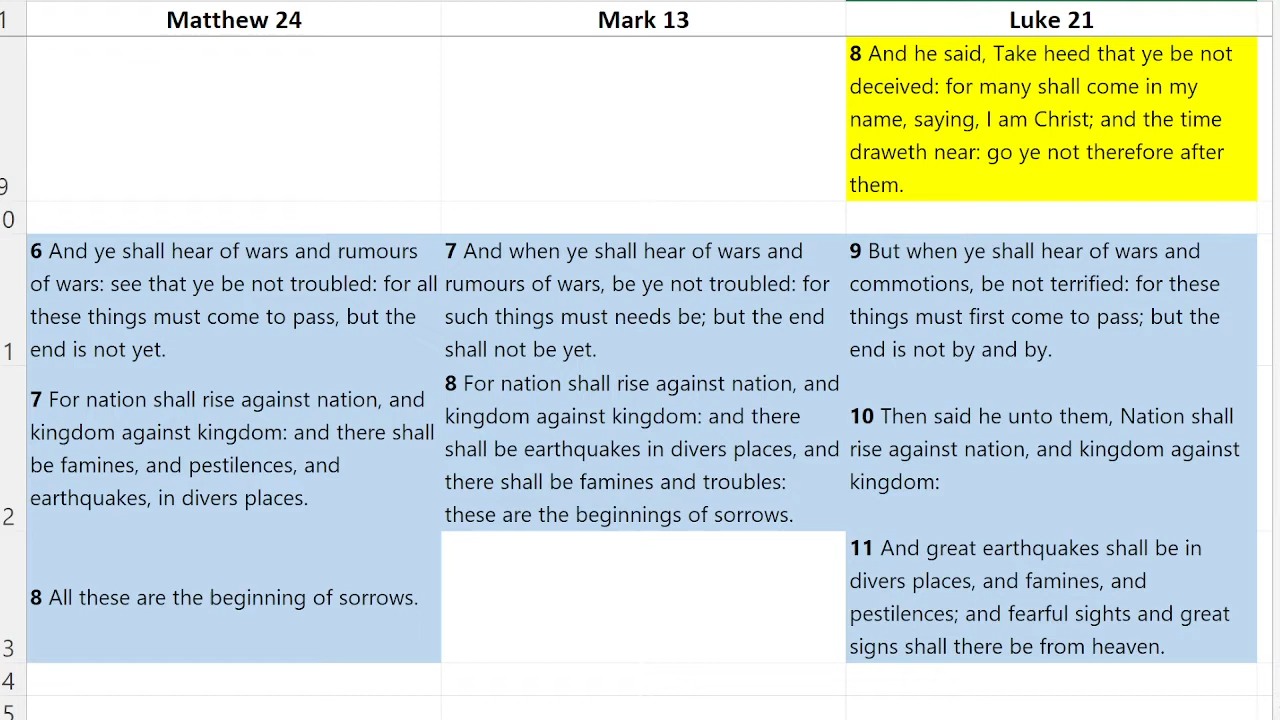 1 Matthew 24 Mark 13 Luke 21
8 And he said, Take heed that ye be not
deceived: for many shall come in my
name, saying, I am Christ; and the time
draweth near: go ye not therefore after
them.
9
0
6 And ye shall hear of wars and rumours
of wars: see that ye be not troubled: for all
these things must come to pass, but the
end is not yet.
7 And when ye shall hear of wars and
rumours of wars, be ye not troubled: for
such things must needs be; but the end
shall not be yet.
9 But when ye shall hear of wars and
commotions, be not terrified: for these
things must first come to pass; but the
end is not by and by.
1
7 For nation shall rise against nation, and
kingdom against kingdom: and there shall
be famines, and pestilences, and
earthquakes, in divers places.
8 For nation shall rise against nation, and
kingdom against kingdom: and there
shall be earthquakes in divers places, and
there shall be famines and troubles:
these are the beginnings of sorrows.
10 Then said he unto them, Nation shall
rise against nation, and kingdom against
kingdom:
2
8 All these are the beginning of sorrows.
11 And great earthquakes shall be in
divers places, and famines, and
pestilences; and fearful sights and great
signs shall there be from heaven.
3
4
5